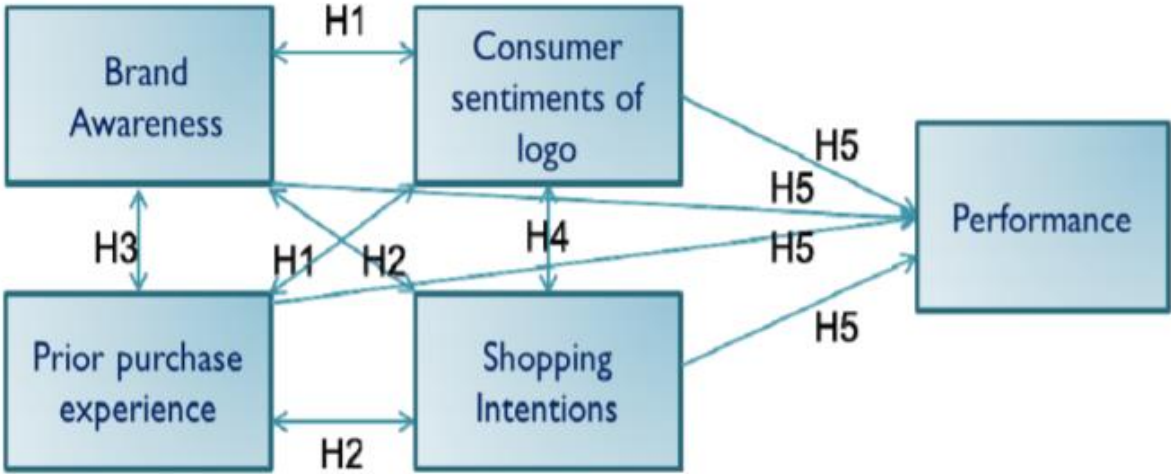 H1
Brand
Awareness
Consumer
sentiments of
logo
H5
H5
Performance
H3
H1
H2
H4
H5
H5
Prior purchase
experience
Shopping
Intentions
H2